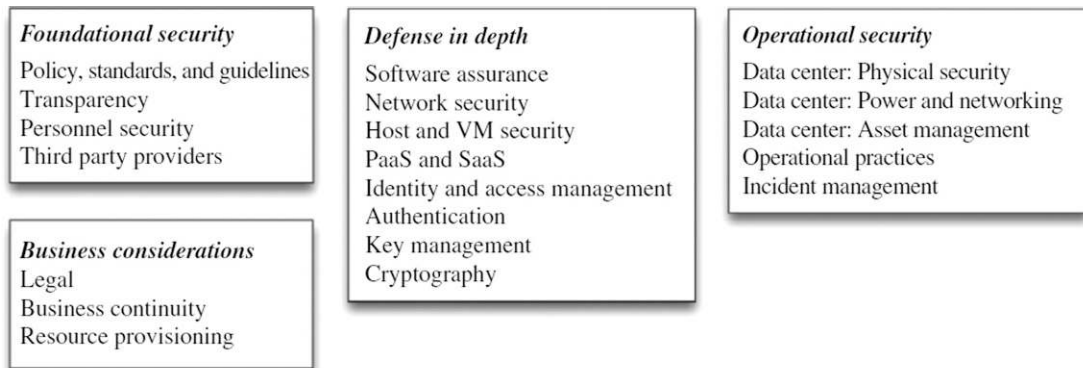 Foundational security
Policy, standards, and guidelines
Transparency
Personnel security
Third party providers
Business considerations
Legal
Business continuity
Resource provisioning
Defense in depth
Software assurance
Network security
Host and VM security
PaaS and SaaS
Identity and access management
Authentication
Key management
Cryptography
Operational security
Data center: Physical security
Data center: Power and networking
Data center: Asset management
Operational practices
Incident management